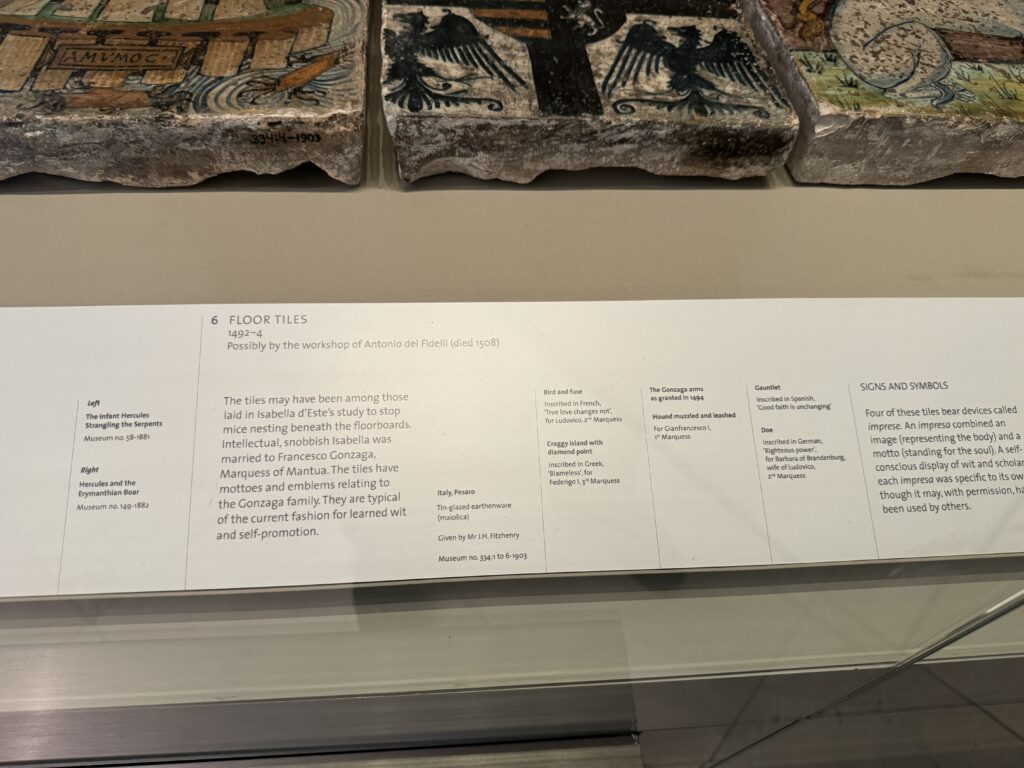 334:4-1903
Left
The Infant Hercules
Strangling the Serpents
Museum no. 58-1881
Right
Hercules and the
Erymanthian Boar
Museum no. 149-1882
6 FLOOR TILES
1492–4
Possibly by the workshop of Antonio dei Fidelli (died 1508)
The tiles may have been among those
laid in Isabella d'Este's study to stop
mice nesting beneath the floorboards.
Intellectual, snobbish Isabella was
married to Francesco Gonzaga,
Marquess of Mantua. The tiles have
mottoes and emblems relating to
the Gonzaga family. They are typical
of the current fashion for learned wit
and self-promotion.
Italy, Pesaro
Tin-glazed earthenware
(maiolica)
Given by Mr J.H. Fitzhenry
Museum no. 334:1 to 6-1903
Bird and fuse
Inscribed in French,
'True love changes not',
for Ludovico, 2nd Marquess
Craggy island with
diamond point
Inscribed in Greek,
'Blameless', for
Federigo I, 3rd Marquess
The Gonzaga arms
as granted in 1494
Hound muzzled and leashed
For Gianfrancesco I,
1st Marquess
Gauntlet
Inscribed in Spanish,
'Good faith is unchanging'
Doe
Inscribed in German,
'Righteous power',
for Barbara of Brandenburg,
wife of Ludovico,
2nd Marquess
SIGNS AND SYMBOLS
Four of these tiles bear devices called
imprese. An impresa combined an
image (representing the body) and a
motto (standing for the soul). A self-
conscious display of wit and scholar
each impresa was specific to its ow
though it may, with permission, ha
been used by others.